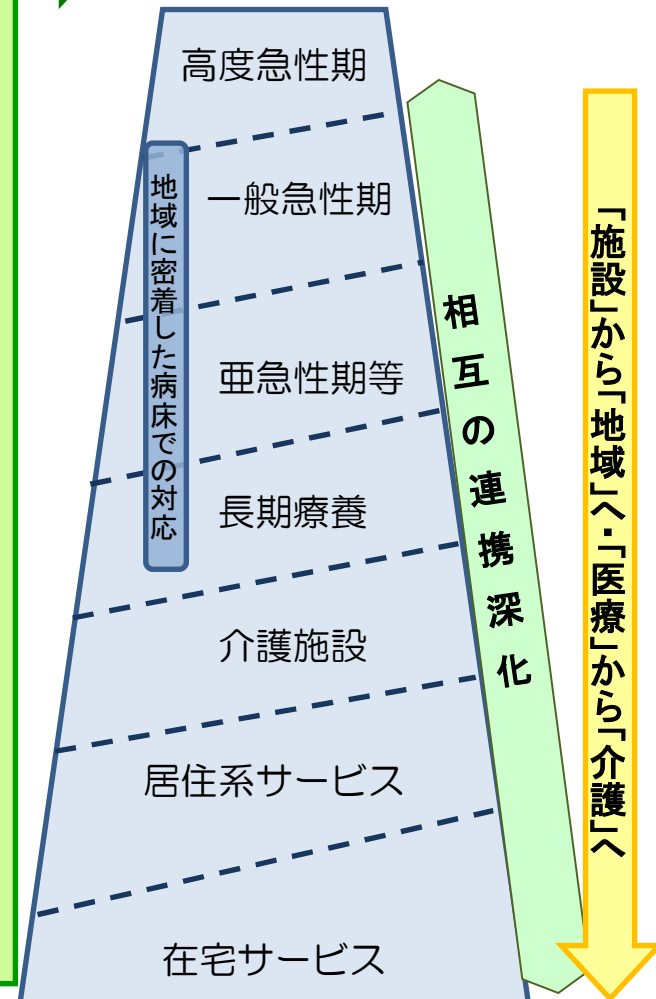 高度急性期
一般急性期
亜急性期等
長期療養
介護施設
居住系サービス
在宅サービス
地域に密着した病床での対応
相互の連携深化
「施設」から「地域」へ・「医療」から「介護」へ